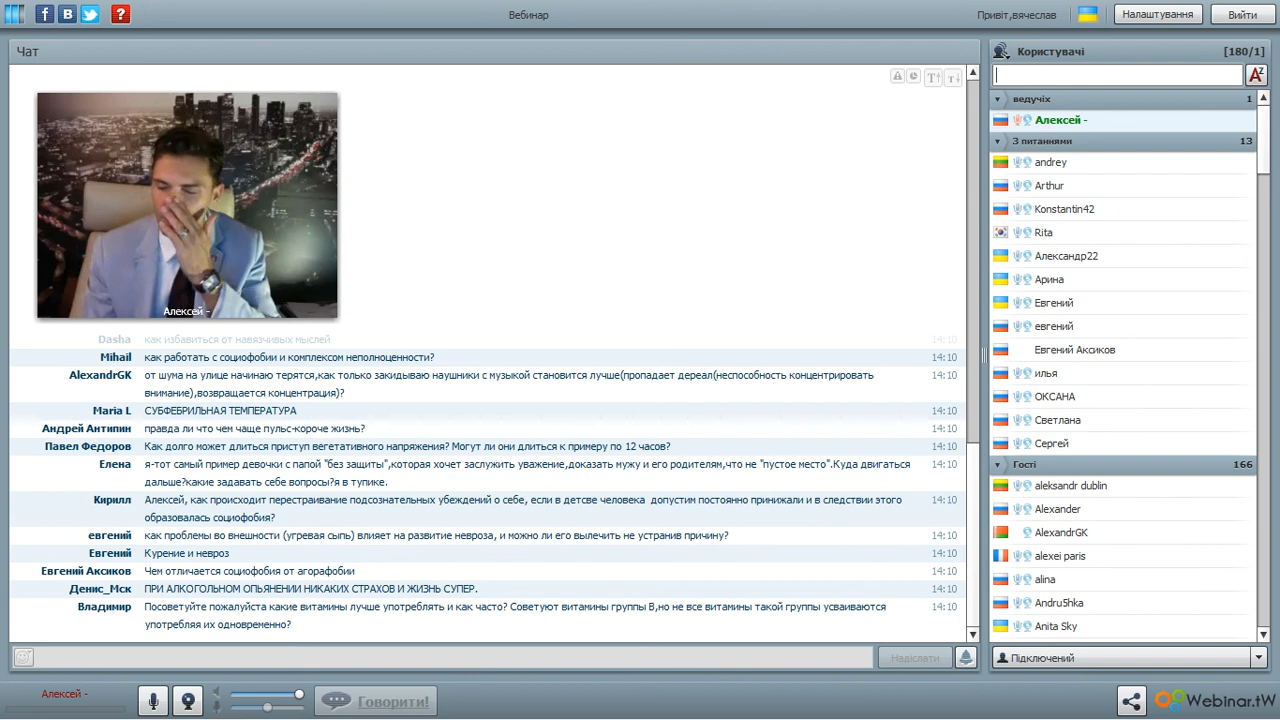 f B ?
Вебинар
Привіт,вячеслав
Налаштування
Вийти
Чат
Алексей -
Dasha как избавиться от навязчивых мыслей 14:10
Mihail как работать с социофобии и комплексом неполноценности? 14:10
AlexandrGK от шума на улице начинаю терятся,как только закидываю наушники с музыкой становится лучше(пропадает дереал(неспособность концентрировать 14:10
внимание),возвращается концентрация)?
Maria L СУБФЕБРИЛЬНАЯ ТЕМПЕРАТУРА 14:10
Андрей Антипин правда ли что чем чаще пульс-короче жизнь? 14:10
Павел Федоров Как долго может длиться приступ вегетативного напряжения? Могут ли они длиться к примеру по 12 часов? 14:10
Елена я-тот самый пример девочки с папой "без защиты",которая хочет заслужить уважение,доказать мужу и его родителям,что не "пустое место".Куда двигаться 14:10
дальше?какие задавать себе вопросы?я в тупике.
Кирилл Алексей, как происходит перестраивание подсознательных убеждений о себе, если в детсве человека допустим постоянно принижали и в следствии этого 14:10
образовалась социофобия?
евгений как проблемы во внешности (угревая сыпь) влияет на развитие невроза, и можно ли его вылечить не устранив причину? 14:10
Евгений Курение и невроз 14:10
Евгений Аксиков Чем отличается социофобия от згорафобии 14:10
Денис_Мск ПРИ АЛКОГОЛЬНОМ ОПЬЯНЕНИИ НИКАКИХ СТРАХОВ И ЖИЗНЬ СУПЕР. 14:10
Владимир Посоветуйте пожалуйста какие витамины лучше употреблять и как часто? Советуют витамины группы B,но не все витамины такой группы усваиваются 14:10
употребляя их одновременно?
Надіслати
Користувачі [180/1]
ведучіх 1
Алексей -
З питаннями 13
andrey
Arthur
Konstantin42
Rita
Александр22
Арина
Евгений
евгений
Евгений Аксиков
илья
ОКСАНА
Светлана
Сергей
Гості 166
aleksandr dublin
Alexander
AlexandrGK
alexei paris
alina
Andru5hka
Anita Sky
Підключений
Алексей -
Говорити!
Webinar.tw